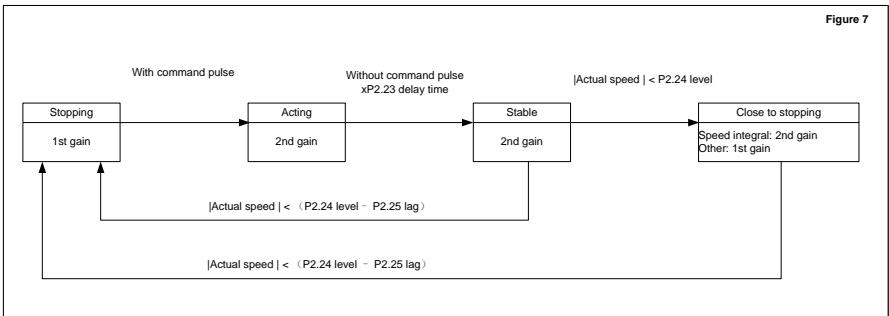 Figure 7
With command pulse
Without command pulse
xP2.23 delay time
|Actual speed | < P2.24 level
Stopping
1st gain
Acting
2nd gain
Stable
2nd gain
Close to stopping
Speed integral: 2nd gain
Other: 1st gain
|Actual speed | < （P2.24 level - P2.25 lag）
|Actual speed | < （P2.24 level - P2.25 lag）